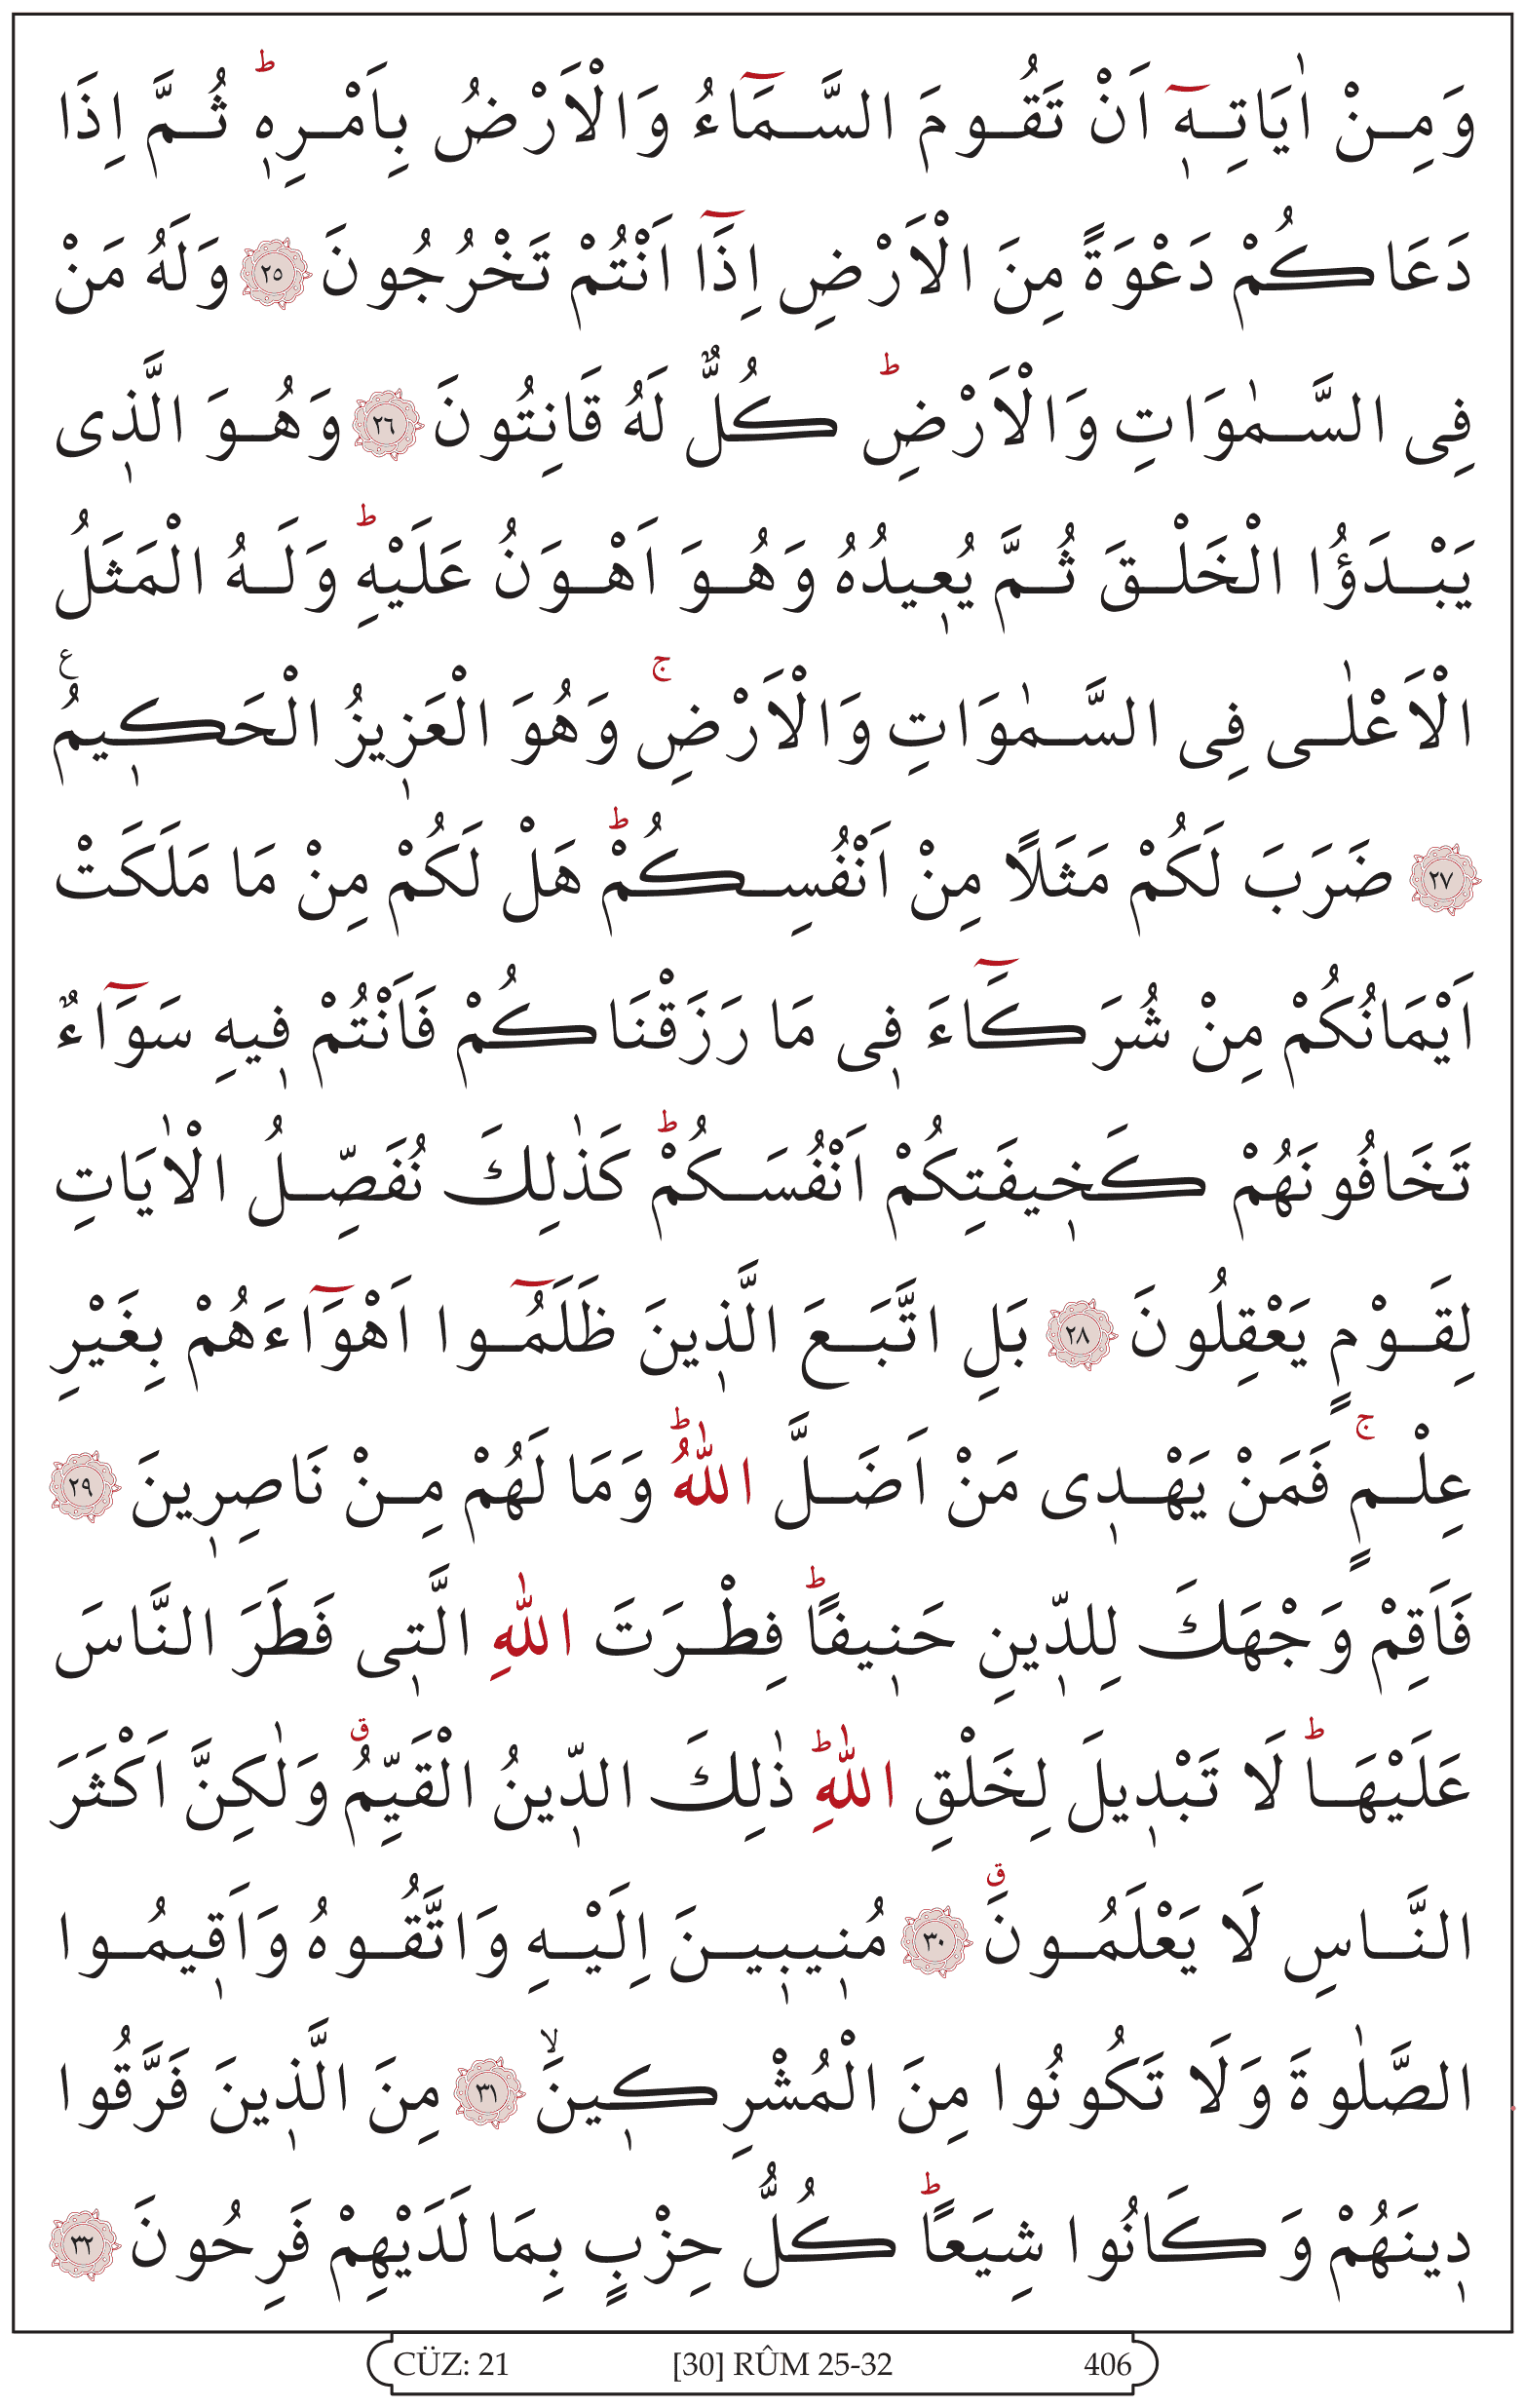 وَمِنْ اٰيَاتِه۪ٓ اَنْ تَقُومَ السَّمَٓاءُ وَالْاَرْضُ بِاَمْرِه۪ۜ ثُمَّ اِذَا
دَعَاكُمْ دَعْوَةً مِنَ الْاَرْضِ اِذَٓا اَنْتُمْ تَخْرُجُونَ ٢٥ وَلَهُ مَنْ
فِى السَّمٰوَاتِ وَالْاَرْضِؕ كُلٌّ لَهُ قَانِتُونَ ٢٦ وَهُوَ الَّذ۪ى
يَبْدَؤُا الْخَلْقَ ثُمَّ يُع۪يدُهُ وَهُوَ اَهْوَنُ عَلَيْهِؕ وَلَهُ الْمَثَلُ
الْاَعْلٰى فِى السَّمٰوَاتِ وَالْاَرْضِۚ وَهُوَ الْعَز۪يزُ الْحَك۪يمُ ع
٢٧ ضَرَبَ لَكُمْ مَثَلًا مِنْ اَنْفُسِكُمْؕ هَلْ لَكُمْ مِنْ مَا مَلَكَتْ
اَيْمَانُكُمْ مِنْ شُرَكَٓاءَ ف۪ى مَا رَزَقْنَاكُمْ فَاَنْتُمْ ف۪يهِ سَوَٓاءٌ
تَخَافُونَهُمْ كَخ۪يفَتِكُمْ اَنْفُسَكُمْؕ كَذٰلِكَ نُفَصِّلُ الْاٰيَاتِ
لِقَوْمٍ يَعْقِلُونَ ٢٨ بَلِ اتَّبَعَ الَّذ۪ينَ ظَلَمُٓوا اَهْوَٓاءَهُمْ بِغَيْرِ
عِلْمٍۚ فَمَنْ يَهْد۪ى مَنْ اَضَلَّ اللّٰهُؕ وَمَا لَهُمْ مِنْ نَاصِر۪ينَ ٢٩
فَاَقِمْ وَجْهَكَ لِلدّ۪ينِ حَن۪يفًاؕ فِطْرَتَ اللّٰهِ الَّت۪ى فَطَرَ النَّاسَ
عَلَيْهَاؕ لَا تَبْد۪يلَ لِخَلْقِ اللّٰهِؕ ذٰلِكَ الدّ۪ينُ الْقَيِّمُۗ وَلٰكِنَّ اَكْثَرَ
النَّاسِ لَا يَعْلَمُونَۗ ٣٠ مُن۪يب۪ينَ اِلَيْهِ وَاتَّقُوهُ وَاَق۪يمُوا
الصَّلٰوةَ وَلَا تَكُونُوا مِنَ الْمُشْرِك۪ينَۙ ٣١ مِنَ الَّذ۪ينَ فَرَّقُوا
د۪ينَهُمْ وَكَانُوا شِيَعًاؕ كُلُّ حِزْبٍ بِمَا لَدَيْهِمْ فَرِحُونَ ٣٢
CÜZ: 21 [30] RÛM 25-32 406